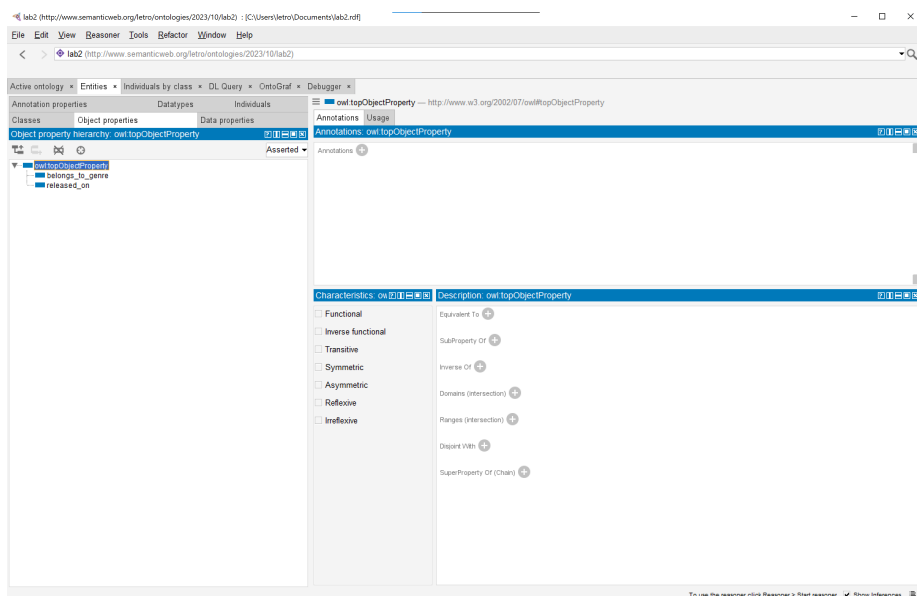 lab2 (http://www.semanticweb.org/letro/ontologies/2023/10/lab2) : [C:\Users\letro\Documents\lab2.rdf]
File Edit View Reasoner Tools Refactor Window Help
lab2 (http://www.semanticweb.org/letro/ontologies/2023/10/lab2)
Active ontology × Entities × Individuals by class × DL Query × OntoGraf × Debugger ×
Annotation properties Datatypes Individuals
Classes Object properties Data properties
Object property hierarchy: owl:topObjectProperty
Asserted
owl:topObjectProperty
belongs_to_genre
released_on
owl:topObjectProperty — http://www.w3.org/2002/07/owl#topObjectProperty
Annotations Usage
Annotations: owl:topObjectProperty
Annotations
Characteristics: ow
Functional
Inverse functional
Transitive
Symmetric
Asymmetric
Reflexive
Irreflexive
Description: owl:topObjectProperty
Equivalent To
SubProperty Of
Inverse Of
Domains (intersection)
Ranges (intersection)
Disjoint With
SuperProperty Of (Chain)
To use the reasoner click Reasoner > Start reasoner Show Inferences